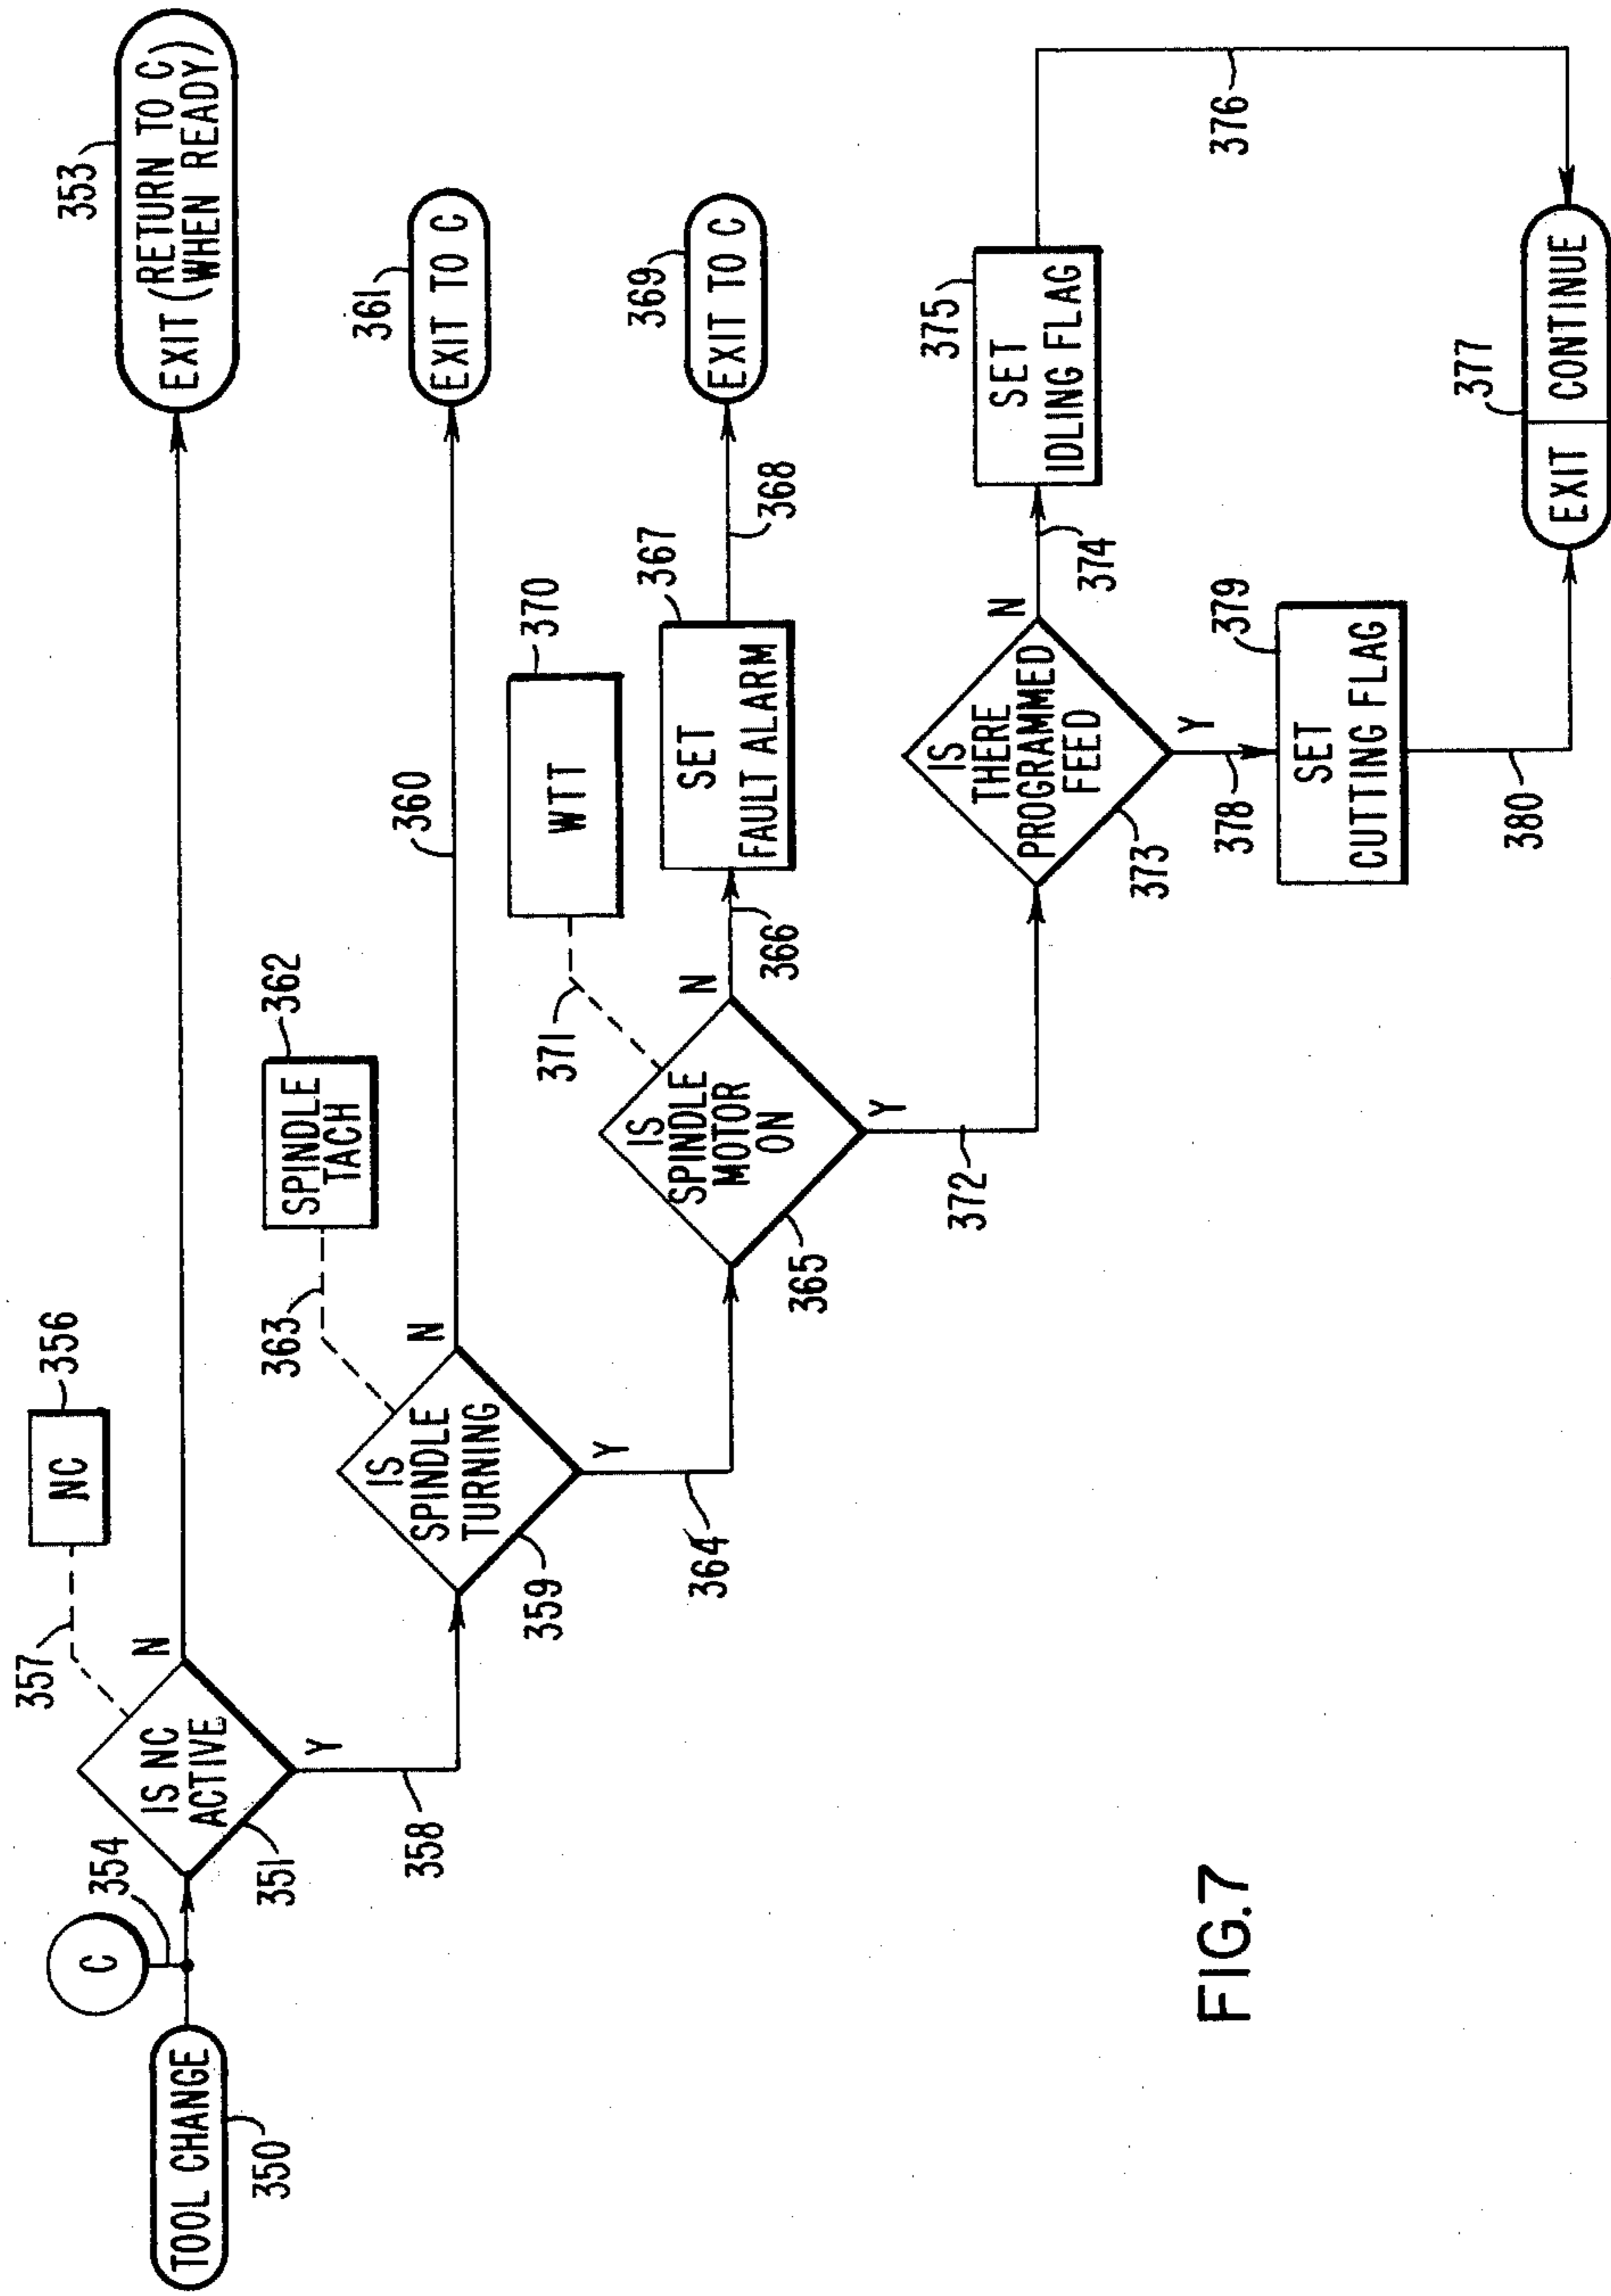 TOOL CHANGE
350
C
354
IS NC
ACTIVE
351
N
Y
357
NC
356
EXIT (RETURN TO C)
(WHEN READY)
353
358
IS
SPINDLE
TURNING
359
N
Y
363
SPINDLE
TACH
362
360
EXIT TO C
361
364
IS
SPINDLE
MOTOR
ON
365
N
Y
371
WTT
370
366
SET
FAULT ALARM
367
368
EXIT TO C
369
372
IS
THERE
PROGRAMMED
FEED
373
N
Y
374
SET
IDLING FLAG
375
376
378
SET
CUTTING FLAG
379
380
EXIT CONTINUE
377
FIG.7